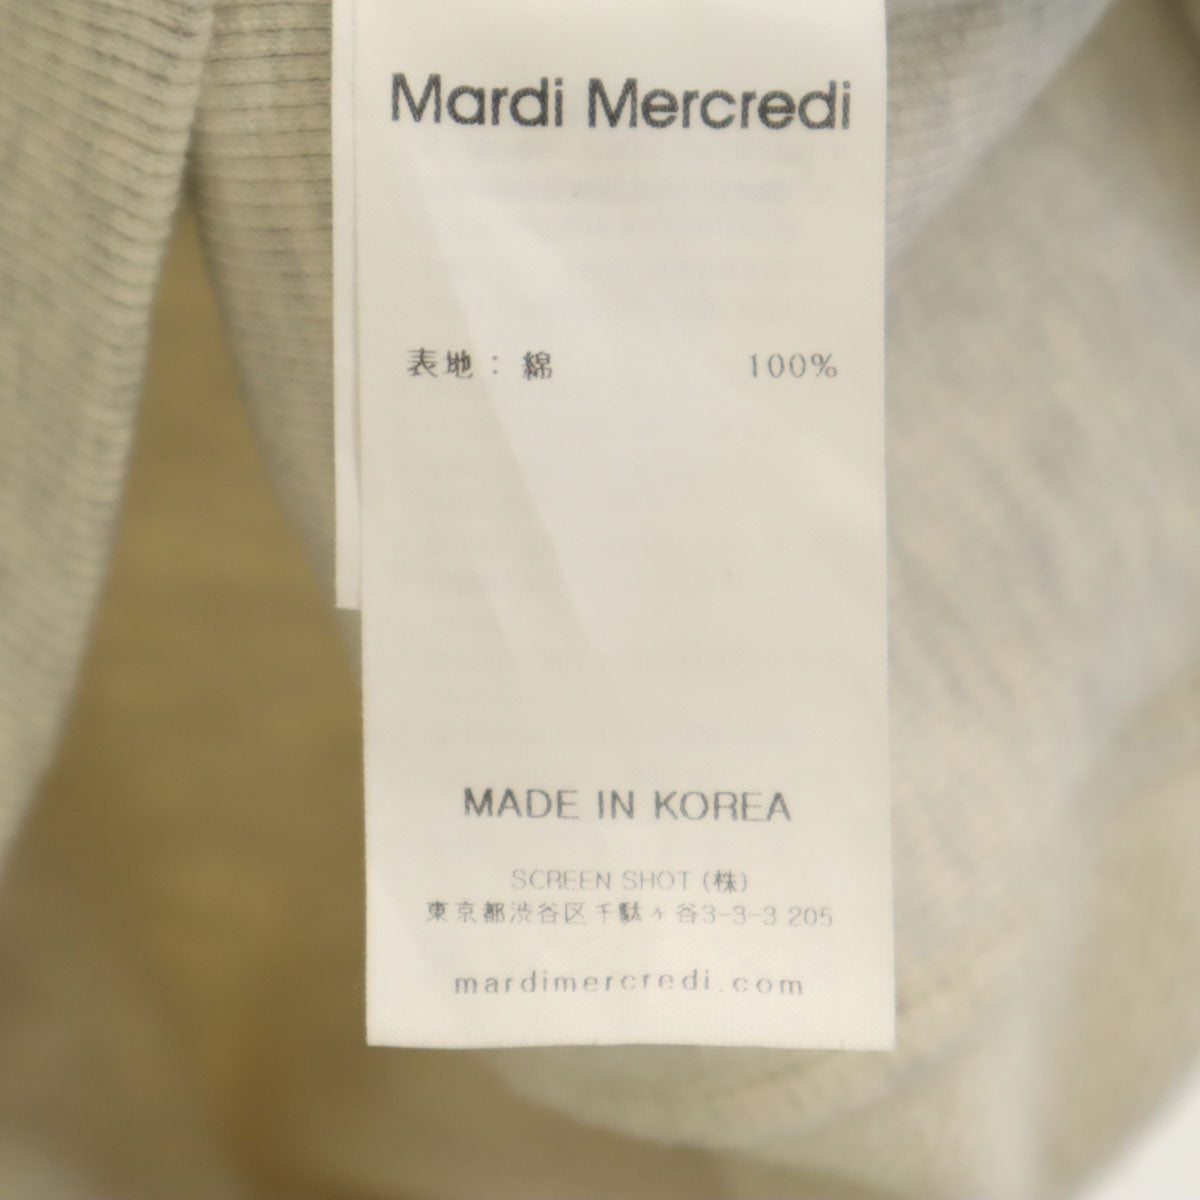 Mardi Mercredi
表地: 綿 100%
MADE IN KOREA
SCREEN SHOT (株)
東京都渋谷区千駄ヶ谷3-3-3 205
mardimercredi.com